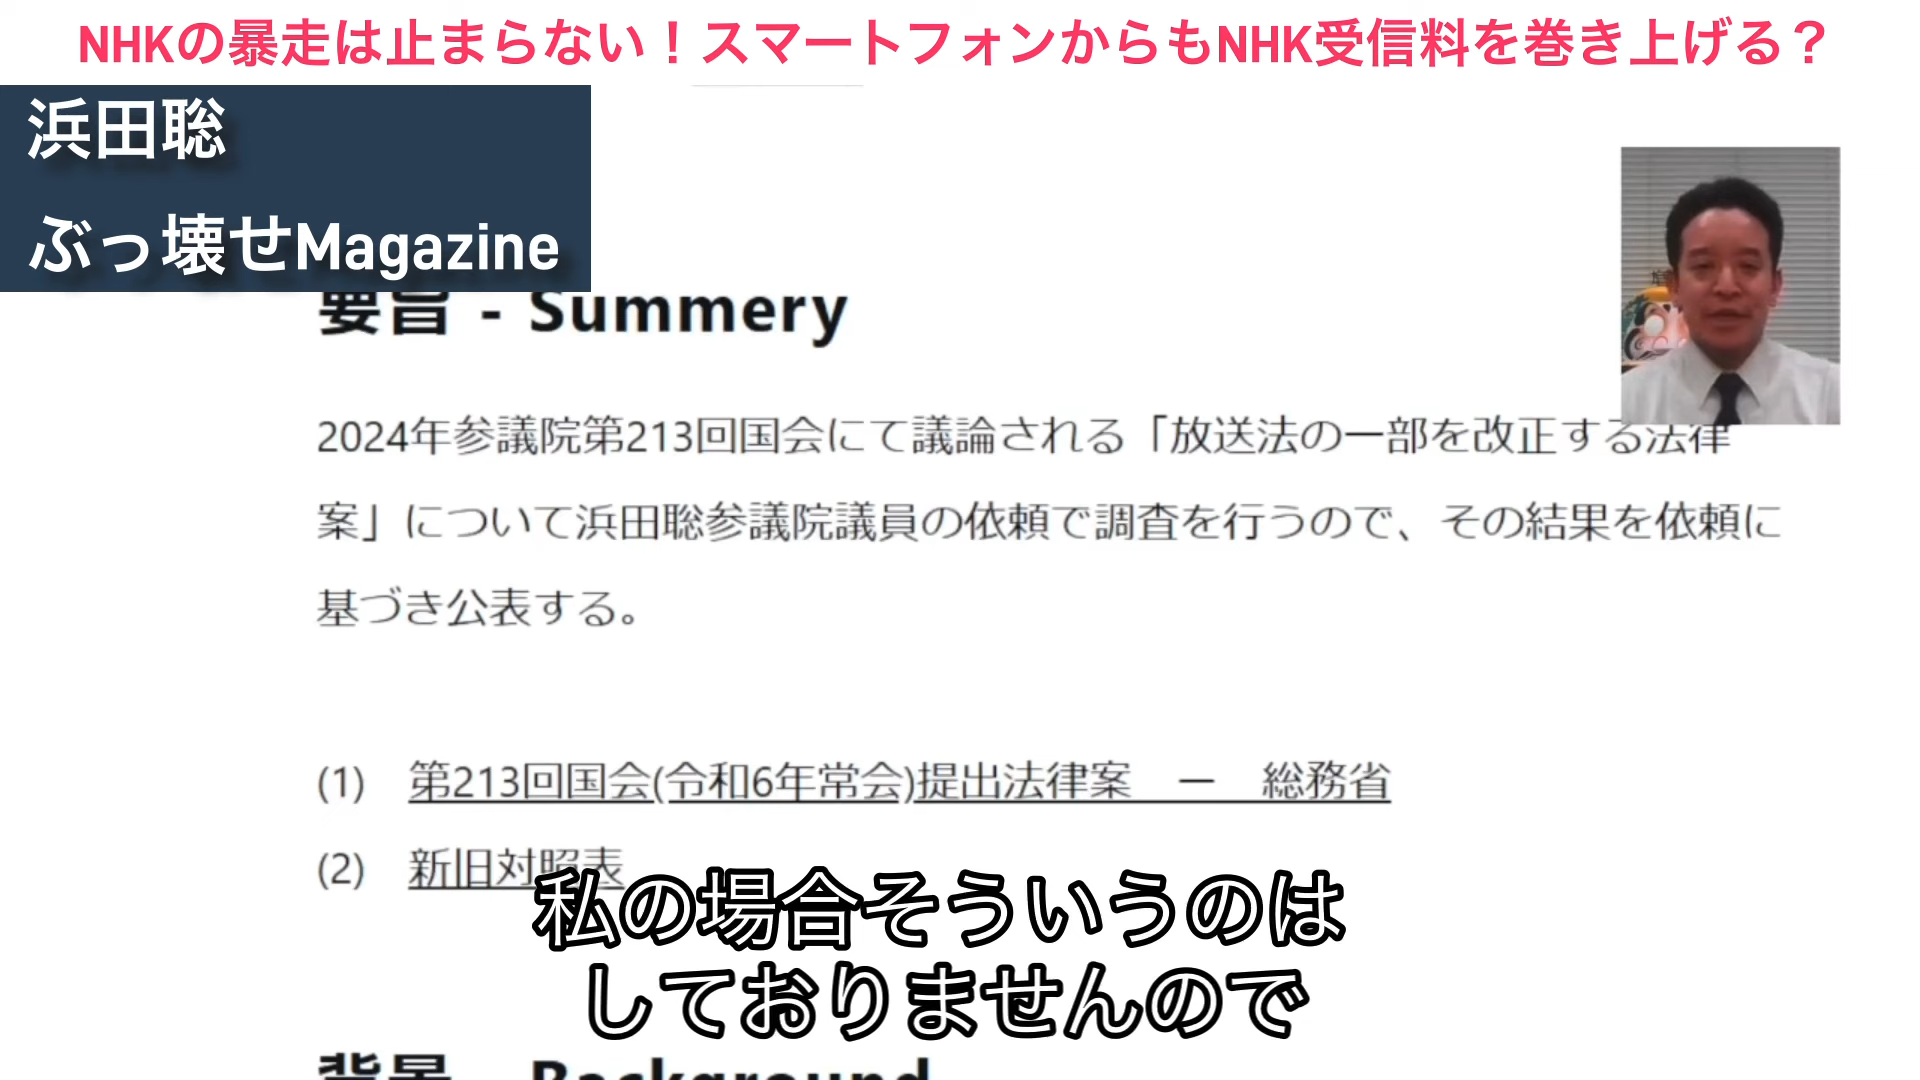 NHKの暴走は止まらない！スマートフォンからもNHK受信料を巻き上げる？
浜田聡
ぶっ壊せMagazine
要旨 - Summery
2024年参議院第213回国会にて議論される「放送法の一部を改正する法律
案」について浜田聡参議院議員の依頼で調査を行うので、その結果を依頼に
基づき公表する。
(1) 第213回国会(令和6年常会)提出法律案 － 総務省
(2) 新旧対照表
私の場合そういうのは
しておりませんので
背景 - Background